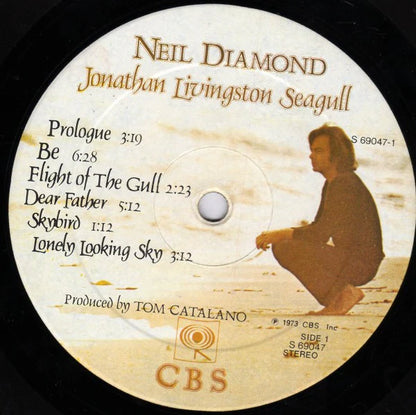 NEIL DIAMOND
Jonathan Livingston Seagull
S 69047-1
Prologue 3:19
Be 6:28
Flight of The Gull 2:23
Dear Father 5:12
Skybird 1:12
Lonely Looking Sky 3:12
Produced by TOM CATALANO
℗ 1973 CBS Inc
SIDE 1
S 69047
STEREO
CBS